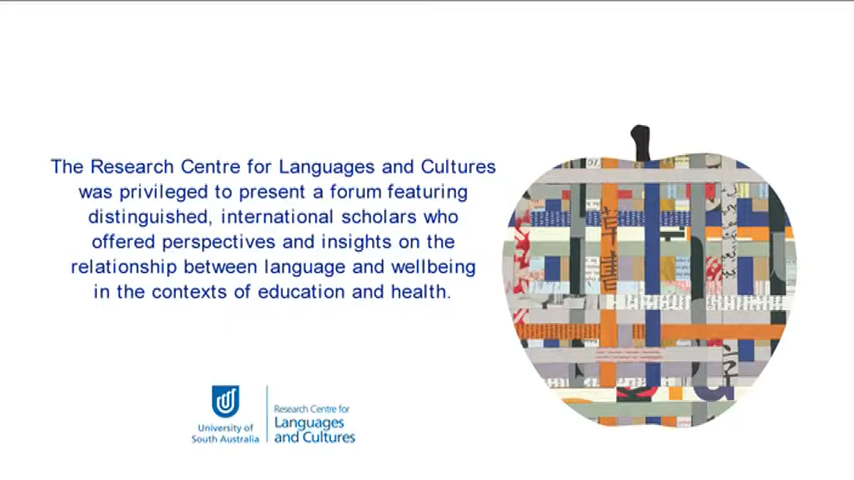 The Research Centre for Languages and Cultures
was privileged to present a forum featuring
distinguished, international scholars who
offered perspectives and insights on the
relationship between language and wellbeing
in the contexts of education and health.
草書
University of
South Australia
Research Centre for
Languages
and Cultures